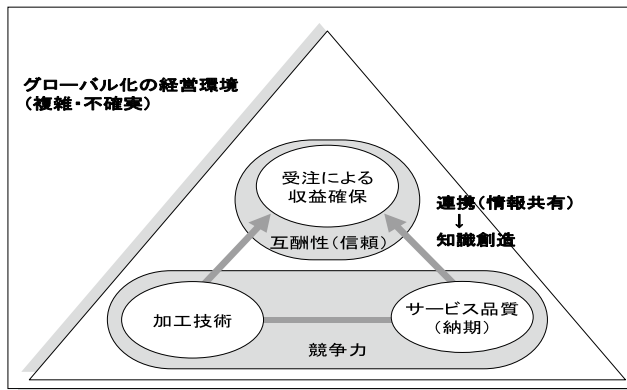 グローバル化の経営環境
（複雑・不確実）
受注による
収益確保
互酬性（信頼）
連携（情報共有）
↓
知識創造
加工技術
サービス品質
（納期）
競争力